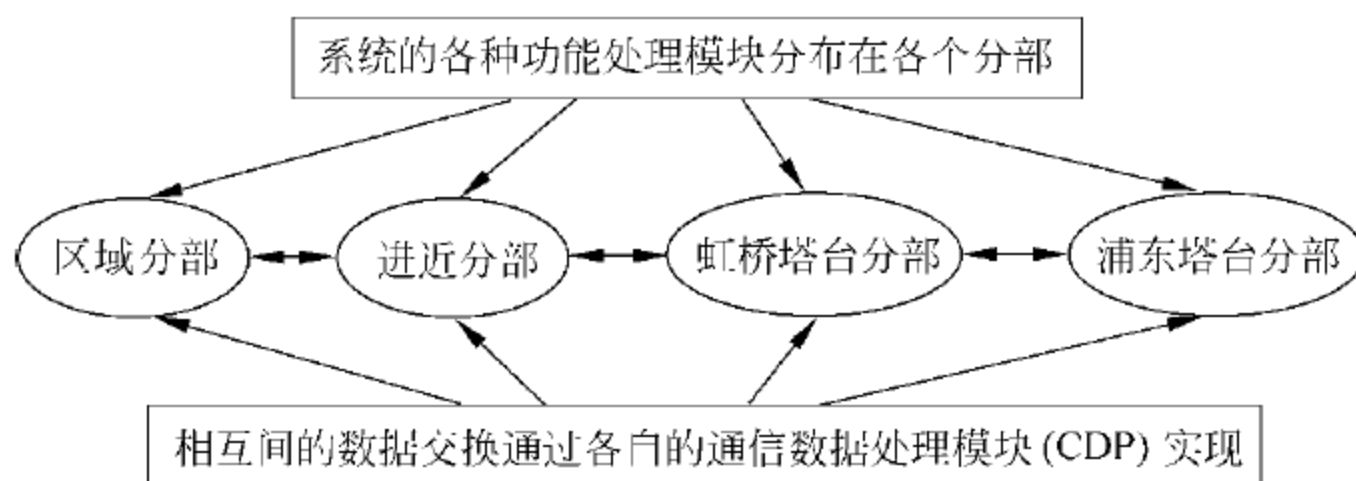 系统的各种功能处理模块分布在各个分部
区域分部
进近分部
虹桥塔台分部
浦东塔台分部
相互间的数据交换通过各自的通信数据处理模块(CDP) 实现